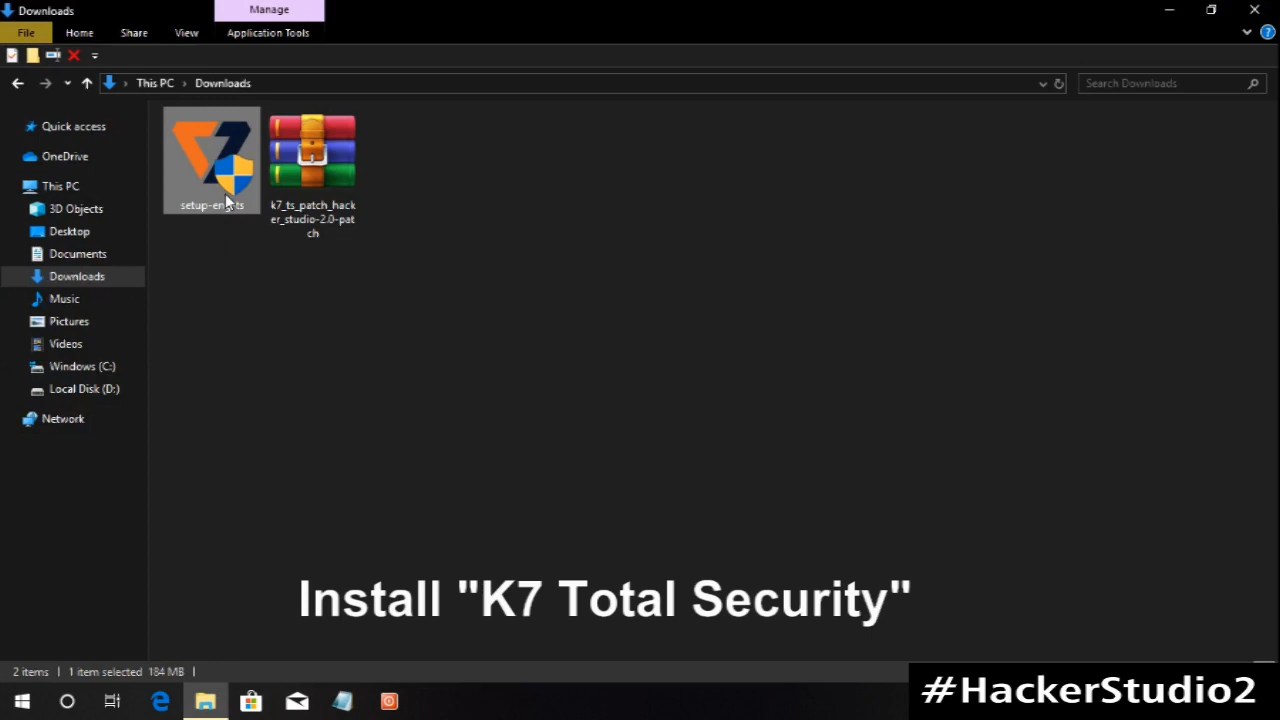 Downloads
Manage
File
Home
Share
View
Application Tools
This PC
Downloads
Search Downloads
Quick access
OneDrive
This PC
3D Objects
Desktop
Documents
Downloads
Music
Pictures
Videos
Windows (C:)
Local Disk (D:)
Network
k7_ts_patch_hack
er_studio-2.0-pat
ch
Install "K7 Total Security"
2 items
1 item selected
184 MB
#HackerStudio2